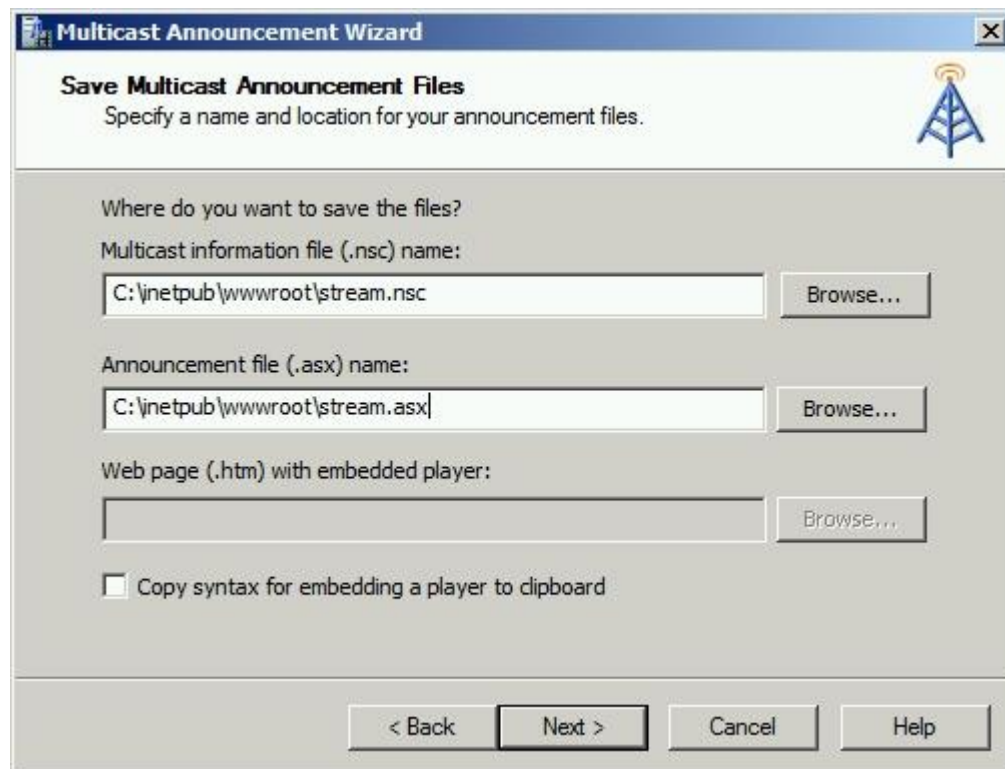 Multicast Announcement Wizard
Save Multicast Announcement Files
Specify a name and location for your announcement files.
Where do you want to save the files?
Multicast information file (.nsc) name:
C:\inetpub\wwwroot\stream.nsc
Browse...
Announcement file (.asx) name:
C:\inetpub\wwwroot\stream.asx
Browse...
Web page (.htm) with embedded player:
Browse...
Copy syntax for embedding a player to clipboard
< Back Next > Cancel Help